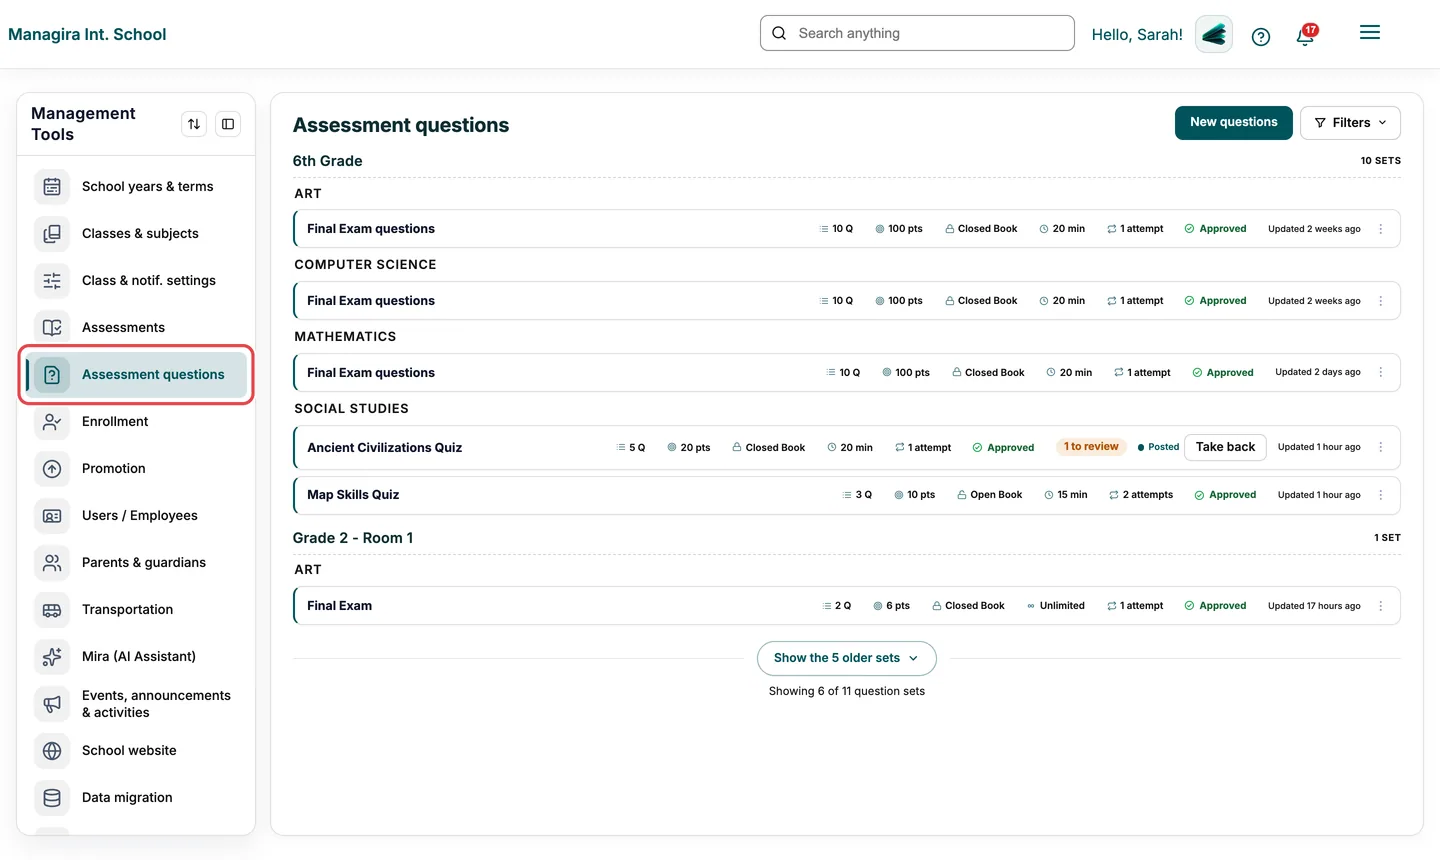 Managira Int. School
Search anything
Hello, Sarah!
17
Management
Tools
School years & terms
Classes & subjects
Class & notif. settings
Assessments
Assessment questions
Enrollment
Promotion
Users / Employees
Parents & guardians
Transportation
Mira (AI Assistant)
Events, announcements
& activities
School website
Data migration
Assessment questions
New questions
Filters
6th Grade
10 SETS
ART
Final Exam questions 10 Q 100 pts Closed Book 20 min 1 attempt Approved Updated 2 weeks ago
COMPUTER SCIENCE
Final Exam questions 10 Q 100 pts Closed Book 20 min 1 attempt Approved Updated 2 weeks ago
MATHEMATICS
Final Exam questions 10 Q 100 pts Closed Book 20 min 1 attempt Approved Updated 2 days ago
SOCIAL STUDIES
Ancient Civilizations Quiz 5 Q 20 pts Closed Book 20 min 1 attempt Approved 1 to review Posted Take back Updated 1 hour ago
Map Skills Quiz 3 Q 10 pts Open Book 15 min 2 attempts Approved Updated 1 hour ago
Grade 2 - Room 1
1 SET
ART
Final Exam 2 Q 6 pts Closed Book ∞ Unlimited 1 attempt Approved Updated 17 hours ago
Show the 5 older sets
Showing 6 of 11 question sets